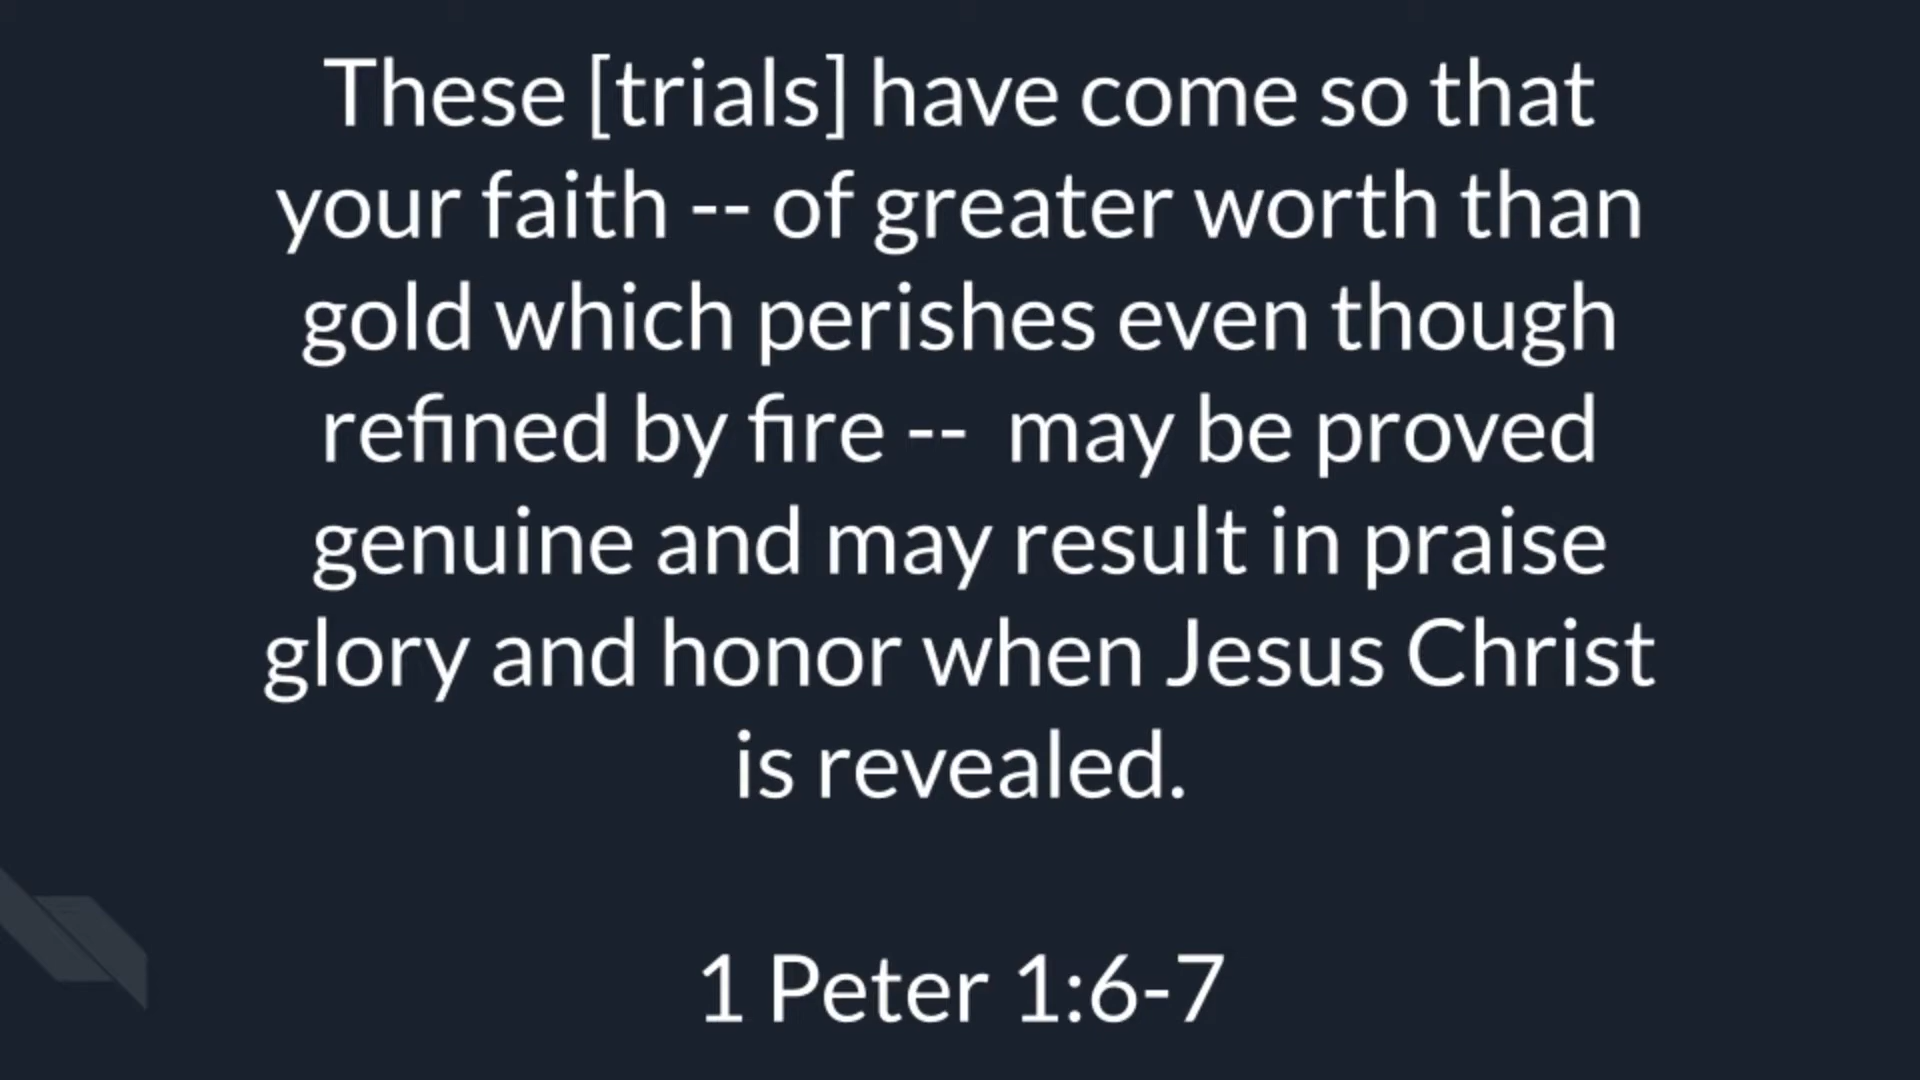 These [trials] have come so that
your faith -- of greater worth than
gold which perishes even though
refined by fire --  may be proved
genuine and may result in praise
glory and honor when Jesus Christ
is revealed.
1 Peter 1:6-7